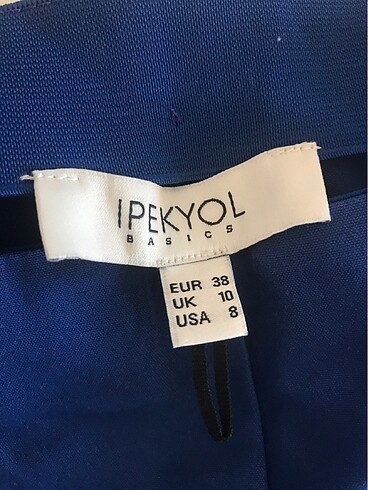 IPEKYOL
BASICS
EUR 38
UK 10
USA 8